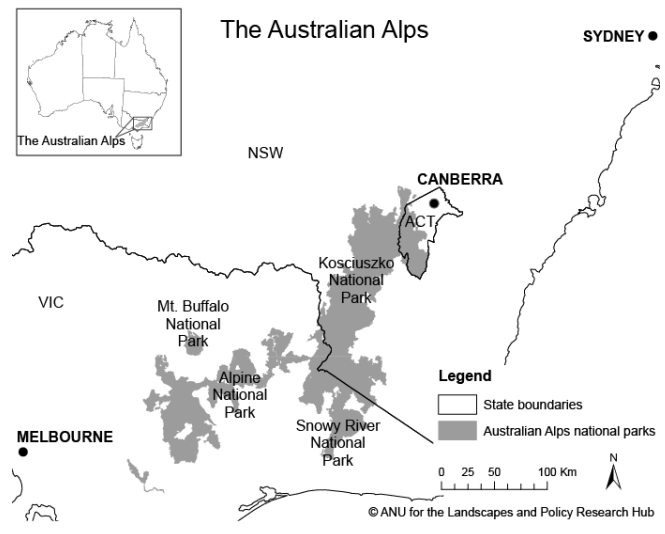 The Australian Alps
SYDNEY
The Australian Alps
NSW
CANBERRA
ACT
Kosciuszko
National
Park
VIC
Mt. Buffalo
National
Park
Alpine
National
Park
Snowy River
National
Park
MELBOURNE
Legend
State boundaries
Australian Alps national parks
N
0 25 50 100 Km
© ANU for the Landscapes and Policy Research Hub